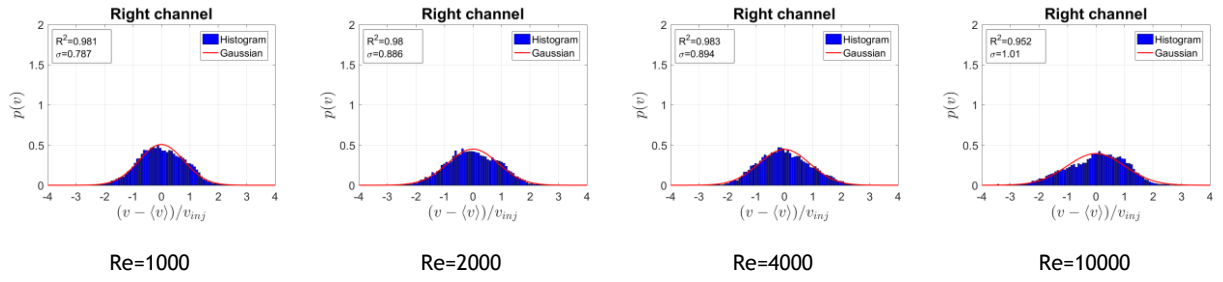 Right channel
R²=0.981
σ=0.787
Histogram
Gaussian
2
1.5
1
0.5
0
p(v)
-4 -3 -2 -1 0 1 2 3 4
(v − ⟨v⟩)/v_inj
Re=1000
Right channel
R²=0.98
σ=0.886
Histogram
Gaussian
2
1.5
1
0.5
0
p(v)
-4 -3 -2 -1 0 1 2 3 4
(v − ⟨v⟩)/v_inj
Re=2000
Right channel
R²=0.983
σ=0.894
Histogram
Gaussian
2
1.5
1
0.5
0
p(v)
-4 -3 -2 -1 0 1 2 3 4
(v − ⟨v⟩)/v_inj
Re=4000
Right channel
R²=0.952
σ=1.01
Histogram
Gaussian
2
1.5
1
0.5
0
p(v)
-4 -3 -2 -1 0 1 2 3 4
(v − ⟨v⟩)/v_inj
Re=10000